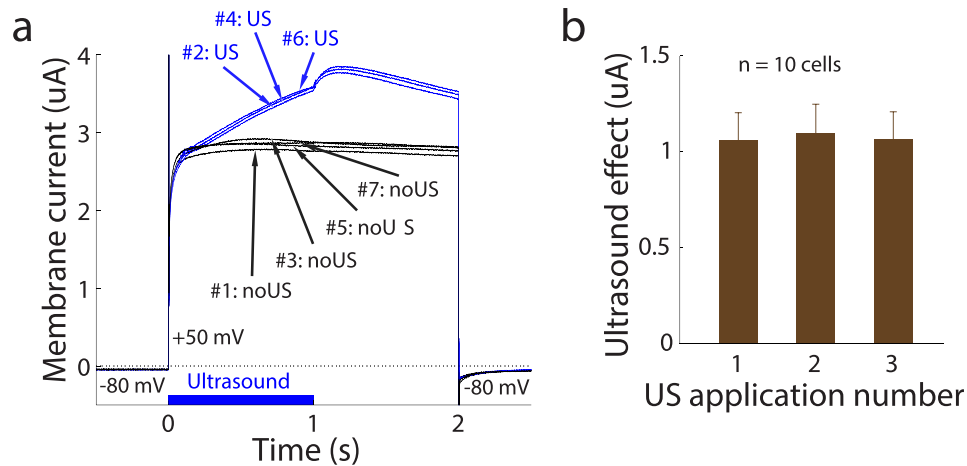 a
#4: US
#2: US
#6: US
Membrane current (uA)
4
3
2
1
0
#7: noUS
#5: noU S
#3: noUS
#1: noUS
+50 mV
-80 mV
Ultrasound
-80 mV
0
1
2
Time (s)
b
n = 10 cells
Ultrasound effect (uA)
1.5
1
0.5
0
1
2
3
US application number